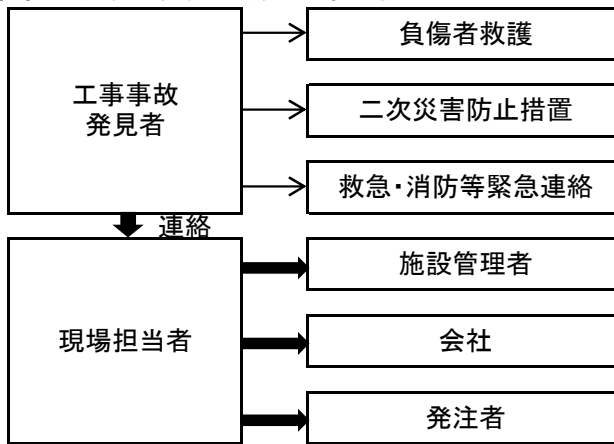 工事事故
発見者
負傷者救護
二次災害防止措置
救急・消防等緊急連絡
連絡
現場担当者
施設管理者
会社
発注者